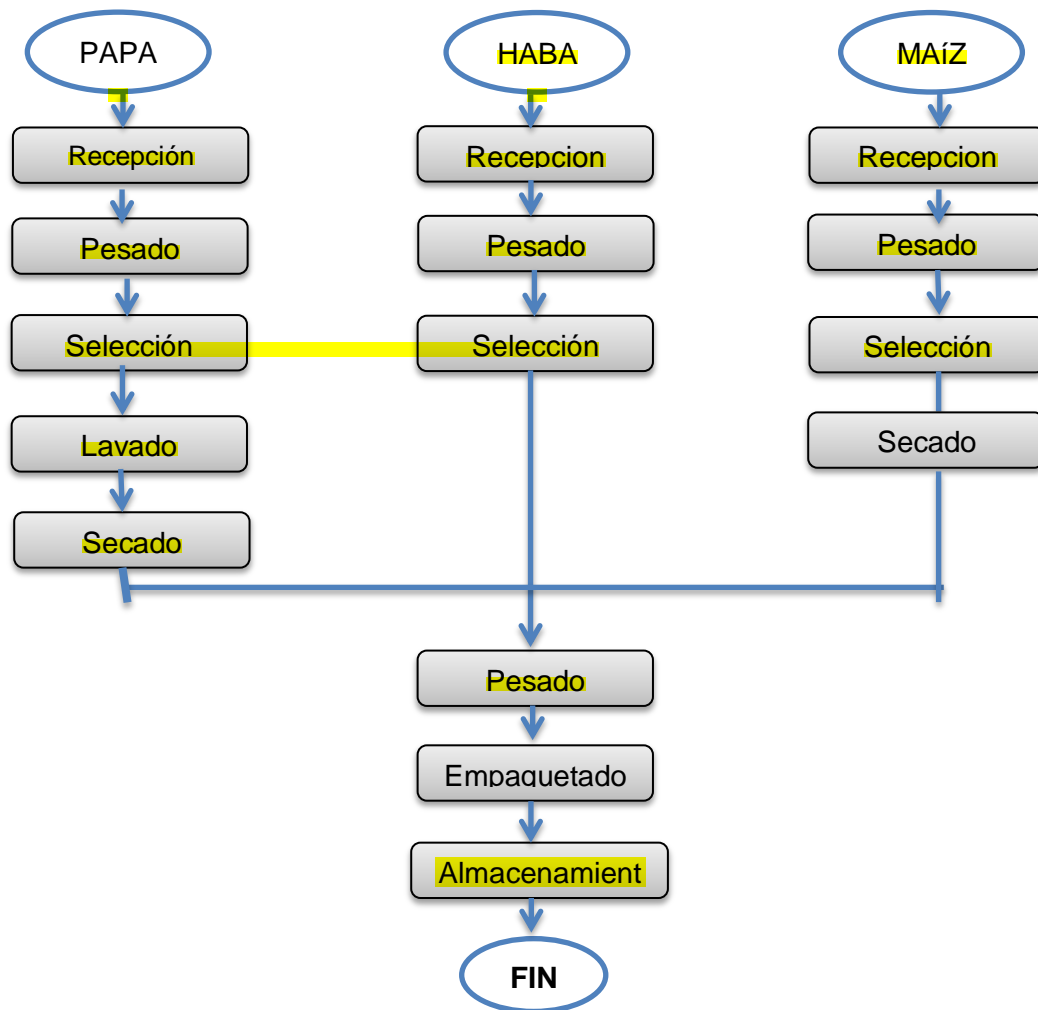 PAPA
HABA
MAíZ
Recepción
Recepcion
Recepcion
Pesado
Pesado
Pesado
Selección
Selección
Selección
Lavado
Secado
Secado
Pesado
Empaquetado
Almacenamient
FIN